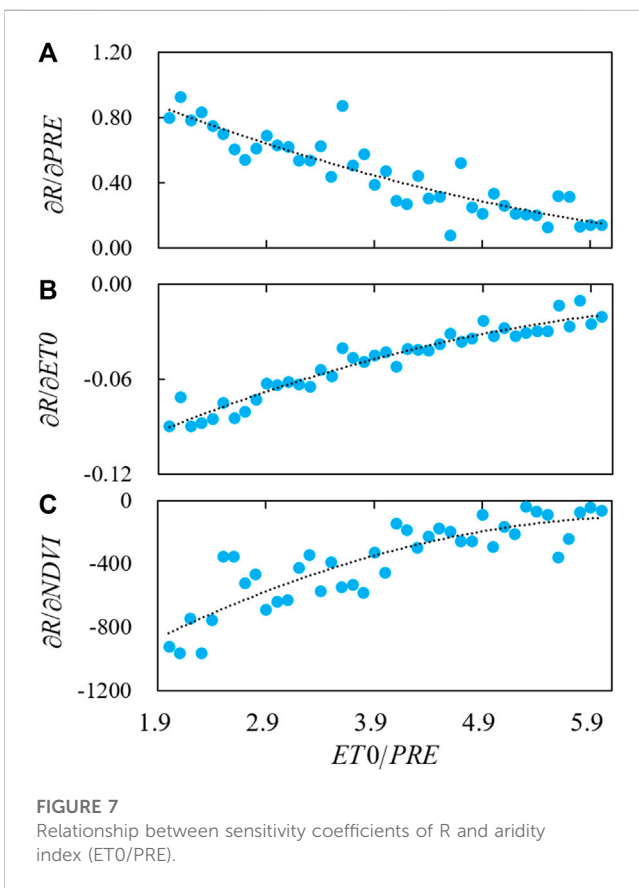 A
1.20
0.80
0.40
0.00
∂R/∂PRE
B
0.00
-0.06
-0.12
∂R/∂ET0
C
0
-400
-800
-1200
∂R/∂NDVI
1.9 2.9 3.9 4.9 5.9
ET0/PRE
FIGURE 7
Relationship between sensitivity coefficients of R and aridity
index (ET0/PRE).